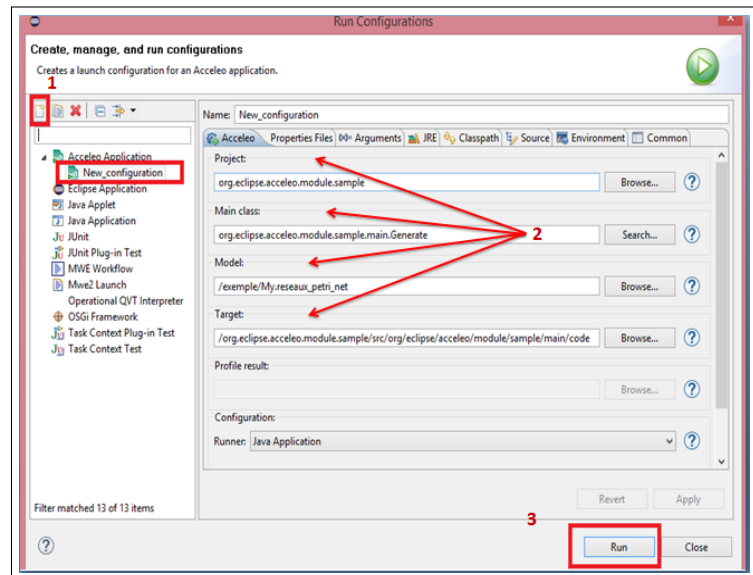 Run Configurations
Create, manage, and run configurations
Creates a launch configuration for an Acceleo application.
1
Name: New_configuration
Acceleo Properties Files (x)= Arguments JRE Classpath Source Environment Common
Acceleo Application
New_configuration
Eclipse Application
Java Applet
Java Application
Ju JUnit
JUnit Plug-in Test
MWE Workflow
Mwe2 Launch
Operational QVT Interpreter
OSGi Framework
Task Context Plug-in Test
Task Context Test
Filter matched 13 of 13 items
Project:
org.eclipse.acceleo.module.sample Browse... ?
Main class:
org.eclipse.acceleo.module.sample.main.Generate 2 Search... ?
Model:
/exemple/My.reseaux_petri_net Browse... ?
Target:
/org.eclipse.acceleo.module.sample/src/org/eclipse/acceleo/module/sample/main/code Browse... ?
Profile result:
Browse... ?
Configuration:
Runner: Java Application ?
Revert Apply
3
? Run Close